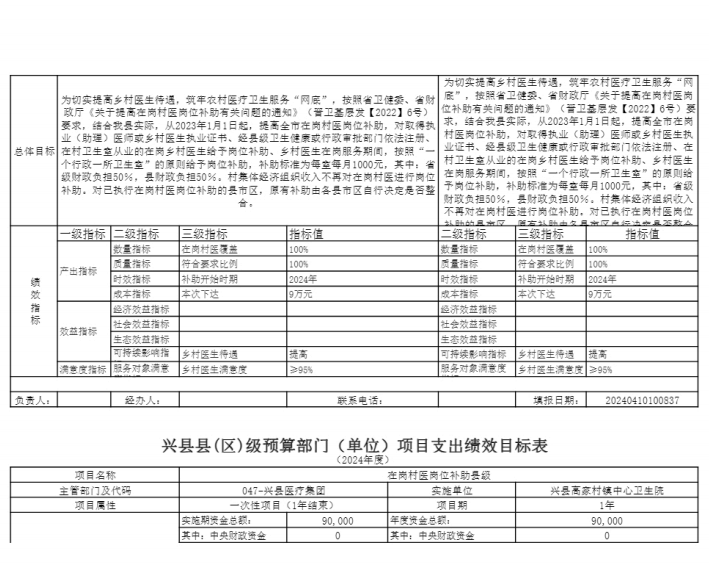 总体目标
为切实提高乡村医生待遇，筑牢农村医疗卫生服务“网底”，按照省卫健委、省财
政厅《关于提高在岗村医岗位补助有关问题的通知》（晋卫基层发【2022】6号）
要求，结合我县实际，从2023年1月1日起，提高全市在岗村医岗位补助，对取得执
业（助理）医师或乡村医生执业证书、经县级卫生健康或行政审批部门依法注册、
在村卫生室从业的在岗乡村医生给予岗位补助、乡村医生在岗服务期间，按照“一
个行政一所卫生室”的原则给予岗位补助，补助标准为每室每月1000元，其中：省
级财政负担50%，县财政负担50%。村集体经济组织收入不再对在岗村医进行岗位
补助。对已执行在岗村医岗位补助的县市区，原有补助由各县市区自行决定是否整
合。
为切实提高乡村医生待遇，筑牢农村医疗卫生服务“网
底”，按照省卫健委、省财政厅《关于提高在岗村医岗
位补助有关问题的通知》（晋卫基层发【2022】6号）要
求，结合我县实际，从2023年1月1日起，提高全市在岗
村医岗位补助，对取得执业（助理）医师或乡村医生执
业证书、经县级卫生健康或行政审批部门依法注册、在
村卫生室从业的在岗乡村医生给予岗位补助、乡村医生
在岗服务期间，按照“一个行政一所卫生室”的原则给
予岗位补助，补助标准为每室每月1000元，其中：省级
财政负担50%，县财政负担50%。村集体经济组织收入
不再对在岗村医进行岗位补助。对已执行在岗村医岗位
补助的县市区，原有补助由各县市区自行决定是否整合
绩效指标
一级指标 二级指标 三级指标 指标值 二级指标 三级指标 指标值
产出指标
数量指标 在岗村医覆盖 100% 数量指标 在岗村医覆盖 100%
质量指标 符合要求比例 100% 质量指标 符合要求比例 100%
时效指标 补助开始时期 2024年 时效指标 补助开始时期 2024年
成本指标 本次下达 9万元 成本指标 本次下达 9万元
效益指标
经济效益指标 经济效益指标
社会效益指标 社会效益指标
生态效益指标 生态效益指标
可持续影响指 乡村医生待遇 提高 可持续影响指标 乡村医生待遇 提高
满意度指标 服务对象满意 乡村医生满意度 ≥95% 服务对象满意度 乡村医生满意度 ≥95%
负责人： 经办人： 联系电话： 填报日期： 20240410100837
兴县县(区)级预算部门（单位）项目支出绩效目标表
（2024年度）
项目名称 在岗村医岗位补助县级
主管部门及代码 047-兴县医疗集团 实施单位 兴县高家村镇中心卫生院
项目属性 一次性项目（1年结束） 项目期 1年
实施期资金总额： 90,000 年度资金总额： 90,000
其中：中央财政资金 0 其中：中央财政资金 0